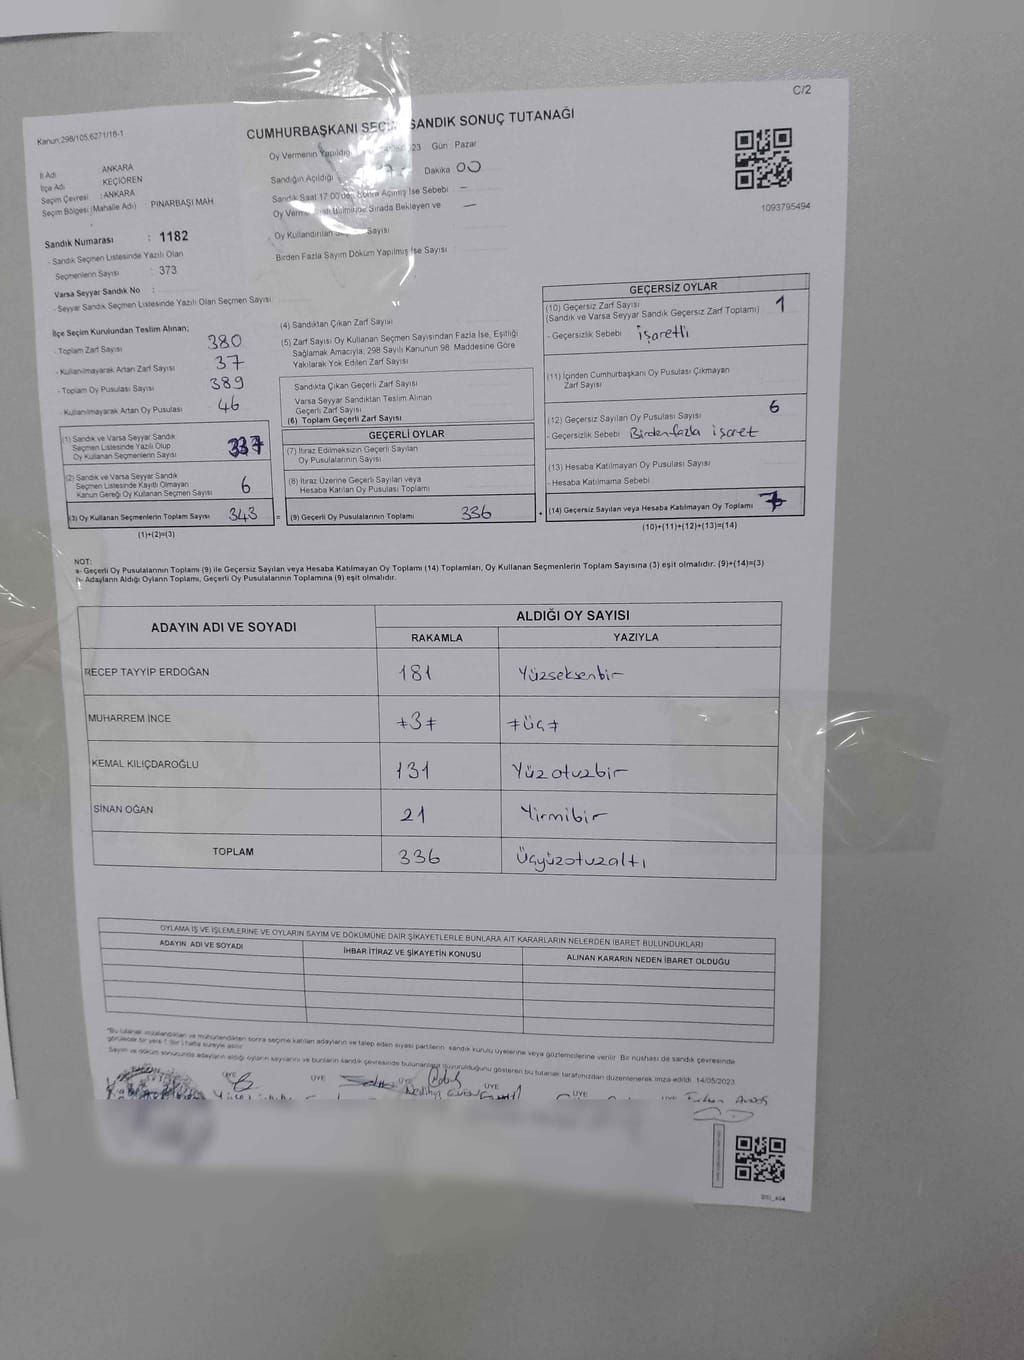 C/2
Kanun:298/105,6271/18-1
CUMHURBAŞKANI SEÇİM SANDIK SONUÇ TUTANAĞI
Oy Vermenin Yapıldığı 2023 Gün : Pazar
Sandığın Açıldığı Dakika 00
Sandık Saat 17:00'den Sonra Açılmış İse Sebebi : -
Oy Verme Bitiminde Sırada Bekleyen ve -
Oy Kullandırılan Sayısı
Birden Fazla Sayım Döküm Yapılmış İse Sayısı
1093795494
İl Adı : ANKARA
İlçe Adı : KEÇİÖREN
Seçim Çevresi : ANKARA
Seçim Bölgesi (Mahalle Adı) : PINARBAŞI MAH
Sandık Numarası : 1182
- Sandık Seçmen Listesinde Yazılı Olan
Seçmenlerin Sayısı : 373
Varsa Seyyar Sandık No :
- Seyyar Sandık Seçmen Listesinde Yazılı Olan Seçmen Sayısı:
İlçe Seçim Kurulundan Teslim Alınan;
- Toplam Zarf Sayısı 380
- Kullanılmayarak Artan Zarf Sayısı 37
- Toplam Oy Pusulası Sayısı 389
- Kullanılmayarak Artan Oy Pusulası 46
(1) Sandık ve Varsa Seyyar Sandık
Seçmen Listesinde Yazılı Olup
Oy Kullanan Seçmenlerin Sayısı 337
(2) Sandık ve Varsa Seyyar Sandık
Seçmen Listesinde Kayıtlı Olmayan
Kanun Gereği Oy Kullanan Seçmen Sayısı 6
(3) Oy Kullanan Seçmenlerin Toplam Sayısı 343
(1)+(2)=(3)
(4) Sandıktan Çıkan Zarf Sayısı
(5) Zarf Sayısı Oy Kullanan Seçmen Sayısından Fazla İse, Eşitliği
Sağlamak Amacıyla, 298 Sayılı Kanunun 98. Maddesine Göre
Yakılarak Yok Edilen Zarf Sayısı
Sandıkta Çıkan Geçerli Zarf Sayısı
Varsa Seyyar Sandıktan Teslim Alınan
Geçerli Zarf Sayısı
(6) Toplam Geçerli Zarf Sayısı
GEÇERLİ OYLAR
(7) İtiraz Edilmeksizin Geçerli Sayılan
Oy Pusulalarının Sayısı
(8) İtiraz Üzerine Geçerli Sayılan veya
Hesaba Katılan Oy Pusulası Toplamı
= (9) Geçerli Oy Pusulalarının Toplamı 336
GEÇERSİZ OYLAR
(10) Geçersiz Zarf Sayısı
(Sandık ve Varsa Seyyar Sandık Geçersiz Zarf Toplamı) 1
- Geçersizlik Sebebi işaretli
(11) İçinden Cumhurbaşkanı Oy Pusulası Çıkmayan
Zarf Sayısı
(12) Geçersiz Sayılan Oy Pusulası Sayısı 6
- Geçersizlik Sebebi Birden fazla işaret
(13) Hesaba Katılmayan Oy Pusulası Sayısı
- Hesaba Katılmama Sebebi
+ (14) Geçersiz Sayılan veya Hesaba Katılmayan Oy Toplamı 7
(10)+(11)+(12)+(13)=(14)
NOT:
a- Geçerli Oy Pusulalarının Toplamı (9) ile Geçersiz Sayılan veya Hesaba Katılmayan Oy Toplamı (14) Toplamları, Oy Kullanan Seçmenlerin Toplam Sayısına (3) eşit olmalıdır. (9)+(14)=(3)
b- Adayların Aldığı Oyların Toplamı, Geçerli Oy Pusulalarının Toplamına (9) eşit olmalıdır.
ADAYIN ADI VE SOYADI ALDIĞI OY SAYISI
RAKAMLA YAZIYLA
RECEP TAYYİP ERDOĞAN 181 Yüzseksenbir
MUHARREM İNCE ≠3≠ ≠Üç≠
KEMAL KILIÇDAROĞLU 131 Yüzotuzbir
SİNAN OĞAN 21 Yirmibir
TOPLAM 336 Üçyüzotuzaltı
OYLAMA İŞ VE İŞLEMLERİNE VE OYLARIN SAYIM VE DÖKÜMÜNE DAİR ŞİKAYETLERLE BUNLARA AİT KARARLARIN NELERDEN İBARET BULUNDUKLARI
ADAYIN ADI VE SOYADI İHBAR İTİRAZ VE ŞİKAYETİN KONUSU ALINAN KARARIN NEDEN İBARET OLDUĞU
*Bu tutanak imzalandıktan ve mühürlendikten sonra seçime katılan adayların ve talep eden siyasi partilerin sandık kurulu üyelerine veya gözlemcilerine verilir. Bir nüshası da sandık çevresinde
görülecek bir yere 1 (bir) hafta süreyle asılır.
Sayım ve döküm sonucunda adayların aldığı oyların sayılarını ve bunların sandık çevresinde bulunanlara duyurulduğunu gösteren bu tutanak tarafımızdan düzenlenerek imza edildi. 14/05/2023
ÜYE ÜYE ÜYE ÜYE ÜYE